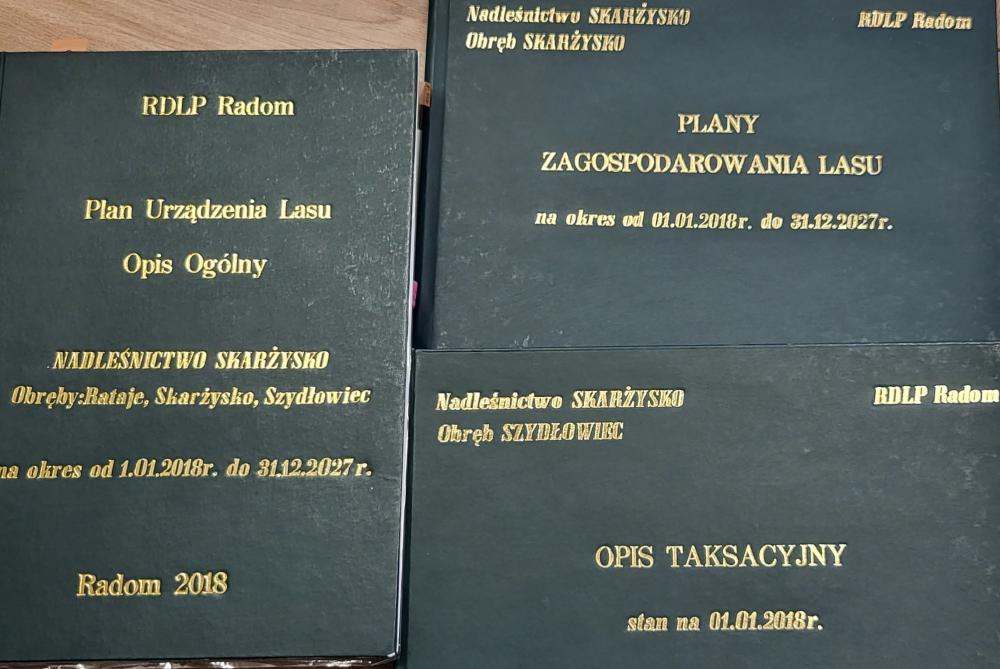 RDLP Radom
Plan Urządzenia Lasu
Opis Ogólny
NADLEŚNICTWO SKARŻYSKO
Obręby:Rataje, Skarżysko, Szydłowiec
na okres od 1.01.2018r. do 31.12.2027r.
Radom 2018
Nadleśnictwo SKARŻYSKO RDLP Radom
Obręb SKARŻYSKO
PLANY
ZAGOSPODAROWANIA LASU
na okres od 01.01.2018r. do 31.12.2027r.
Nadleśnictwo SKARŻYSKO RDLP Radom
Obręb SZYDŁOWIEC
OPIS TAKSACYJNY
stan na 01.01.2018r.